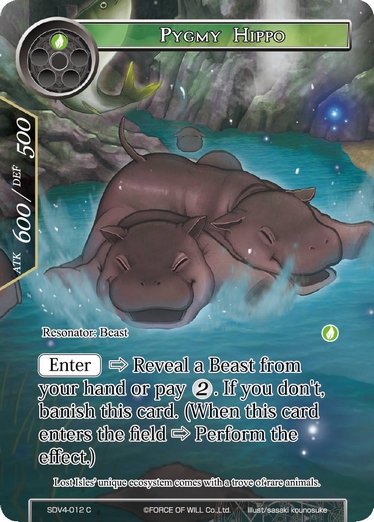 Pygmy Hippo
ATK 600 / DEF 500
Resonator: Beast
Enter ⇨ Reveal a Beast from
your hand or pay 2. If you don't,
banish this card. (When this card
enters the field ⇨ Perform the
effect.)
Lost Isles' unique ecosystem comes with a trove of rare animals.
SDV4-012 C ©FORCE OF WILL Co.,Ltd. Illust/sasaki kounosuke